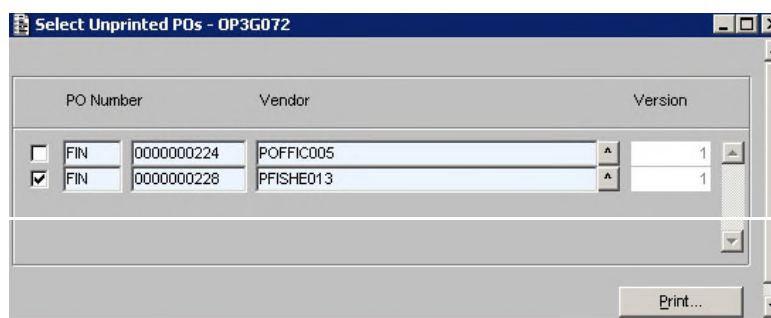 Select Unprinted POs - OP3G072
PO Number Vendor Version
FIN 0000000224 POFFIC005 ^ 1
FIN 0000000228 PFISHE013 ^ 1
Print...